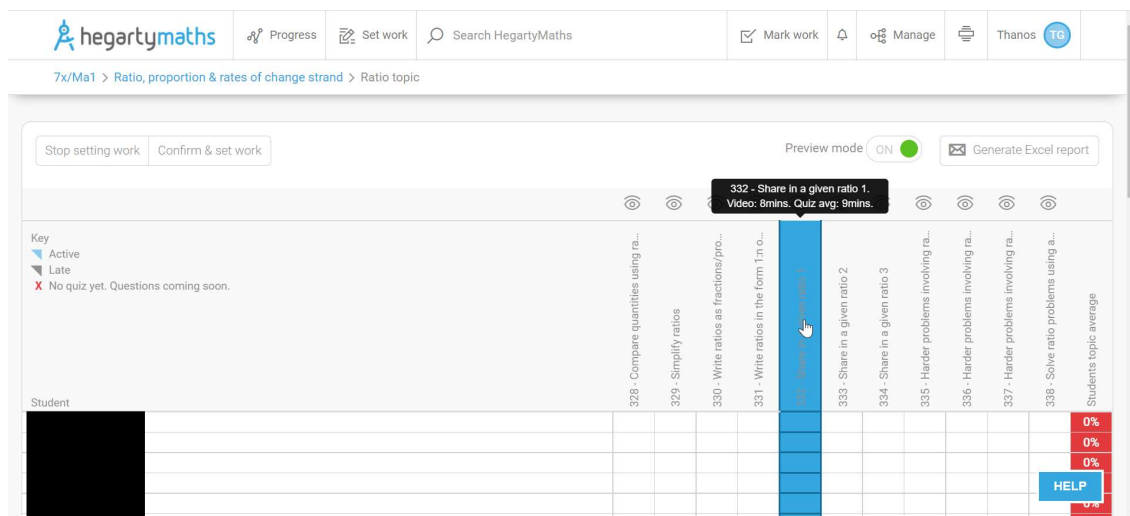 hegartymaths
Progress
Set work
Search HegartyMaths
Mark work
Manage
Thanos
TG
7x/Ma1 > Ratio, proportion & rates of change strand > Ratio topic
Stop setting work
Confirm & set work
Preview mode
ON
Generate Excel report
332 - Share in a given ratio 1.
Video: 8mins. Quiz avg: 9mins.
Key
Active
Late
X No quiz yet. Questions coming soon.
Student
328 - Compare quantities using ra...
329 - Simplify ratios
330 - Write ratios as fractions/pro...
331 - Write ratios in the form 1:n o...
332 - Share in a given ratio 1
333 - Share in a given ratio 2
334 - Share in a given ratio 3
335 - Harder problems involving ra...
336 - Harder problems involving ra...
337 - Harder problems involving ra...
338 - Solve ratio problems using a...
Students topic average
0%
0%
0%
HELP
0%